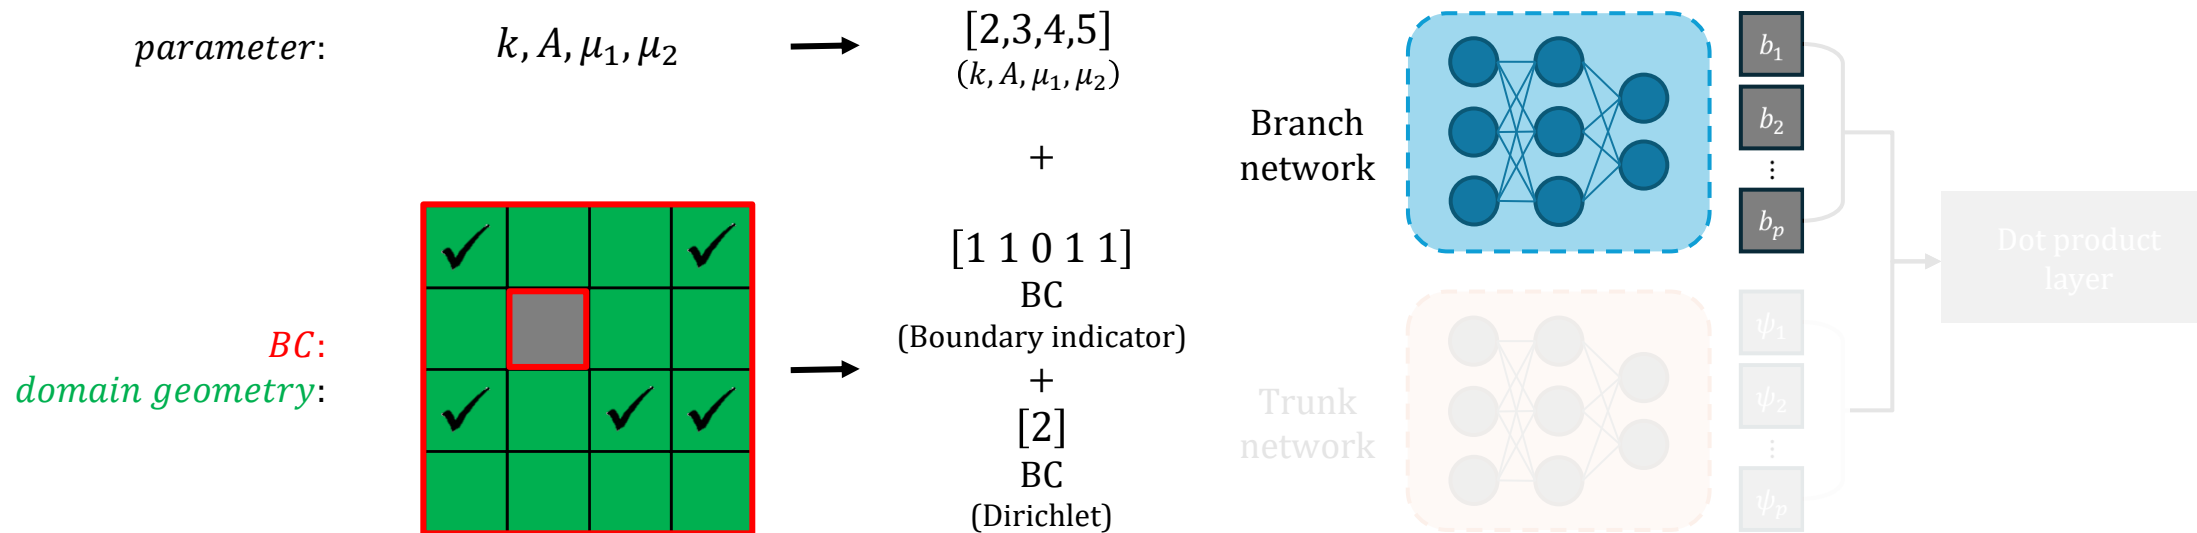 parameter:
k, A, μ₁, μ₂
[2,3,4,5]
(k, A, μ₁, μ₂)
+
[1 1 0 1 1]
BC
(Boundary indicator)
+
[2]
BC
(Dirichlet)
BC:
domain geometry:
Branch
network
b₁
b₂
⋮
bₚ
Trunk
network
ψ₁
ψ₂
⋮
ψₚ
Dot product
layer